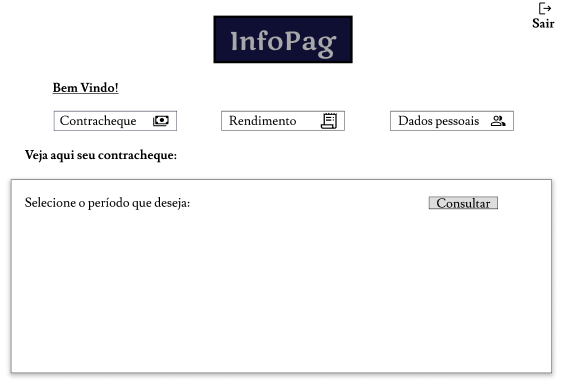 Sair
InfoPag
Bem Vindo!
Contracheque
Rendimento
Dados pessoais
Veja aqui seu contracheque:
Selecione o período que deseja:
Consultar